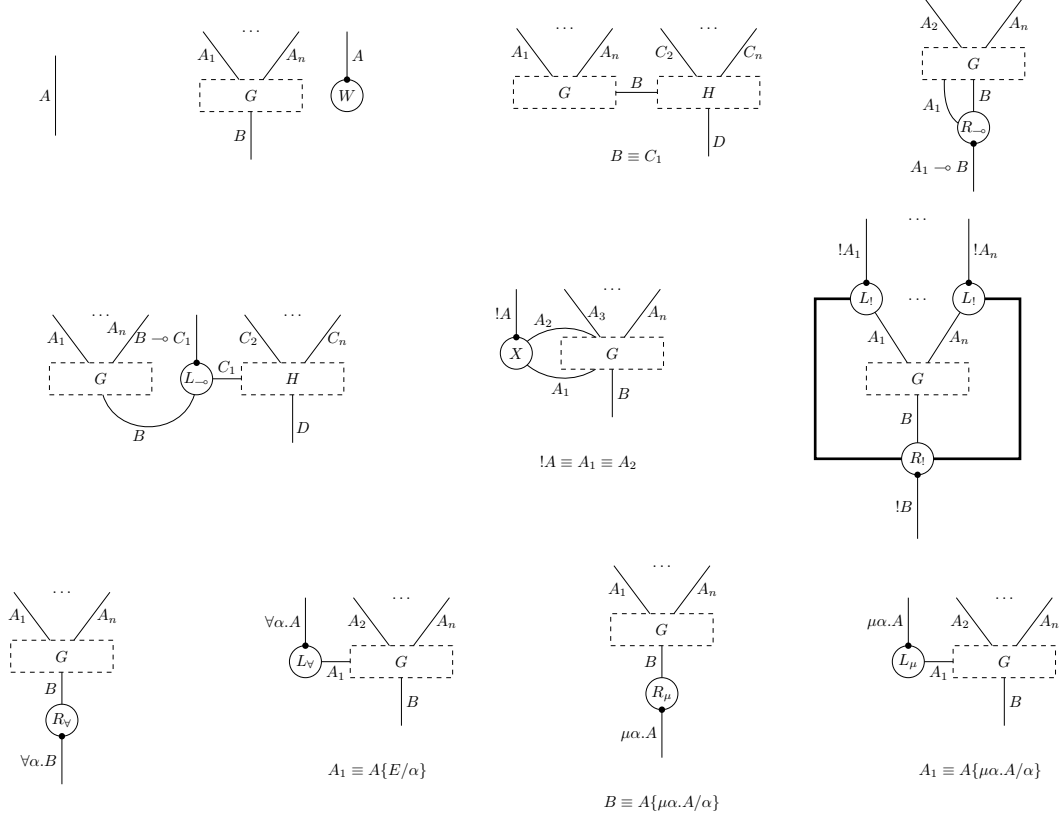 A
... A₁ Aₙ G B
A W
... A₁ Aₙ G B ... C₂ Cₙ H D
B ≡ C₁
A₂ Aₙ G A₁ B R⊸ A₁ ⊸ B
... A₁ Aₙ G B B ⊸ C₁ L⊸ C₁ ... C₂ Cₙ H D
!A X A₂ A₁ ... A₃ Aₙ G B
!A ≡ A₁ ≡ A₂
... !A₁ !Aₙ L! ... L! A₁ Aₙ G B R! !B
... A₁ Aₙ G B R∀ ∀α.B
∀α.A L∀ A₁ ... A₂ Aₙ G B
A₁ ≡ A{E/α}
... A₁ Aₙ G B Rμ μα.A
B ≡ A{μα.A/α}
μα.A Lμ A₁ ... A₂ Aₙ G B
A₁ ≡ A{μα.A/α}